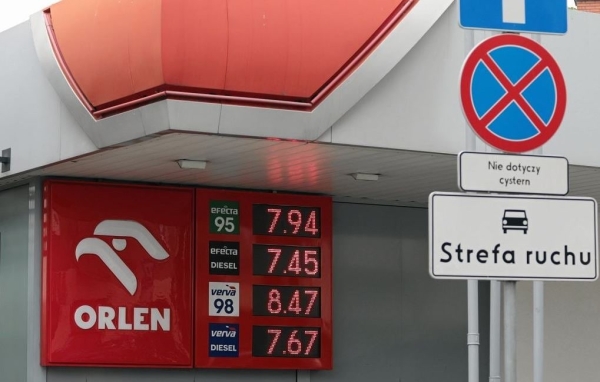 ORLEN
efecta 95 7.94
efecta DIESEL 7.45
verva 98 8.47
verva DIESEL 7.67
Nie dotyczy
cystern
Strefa ruchu